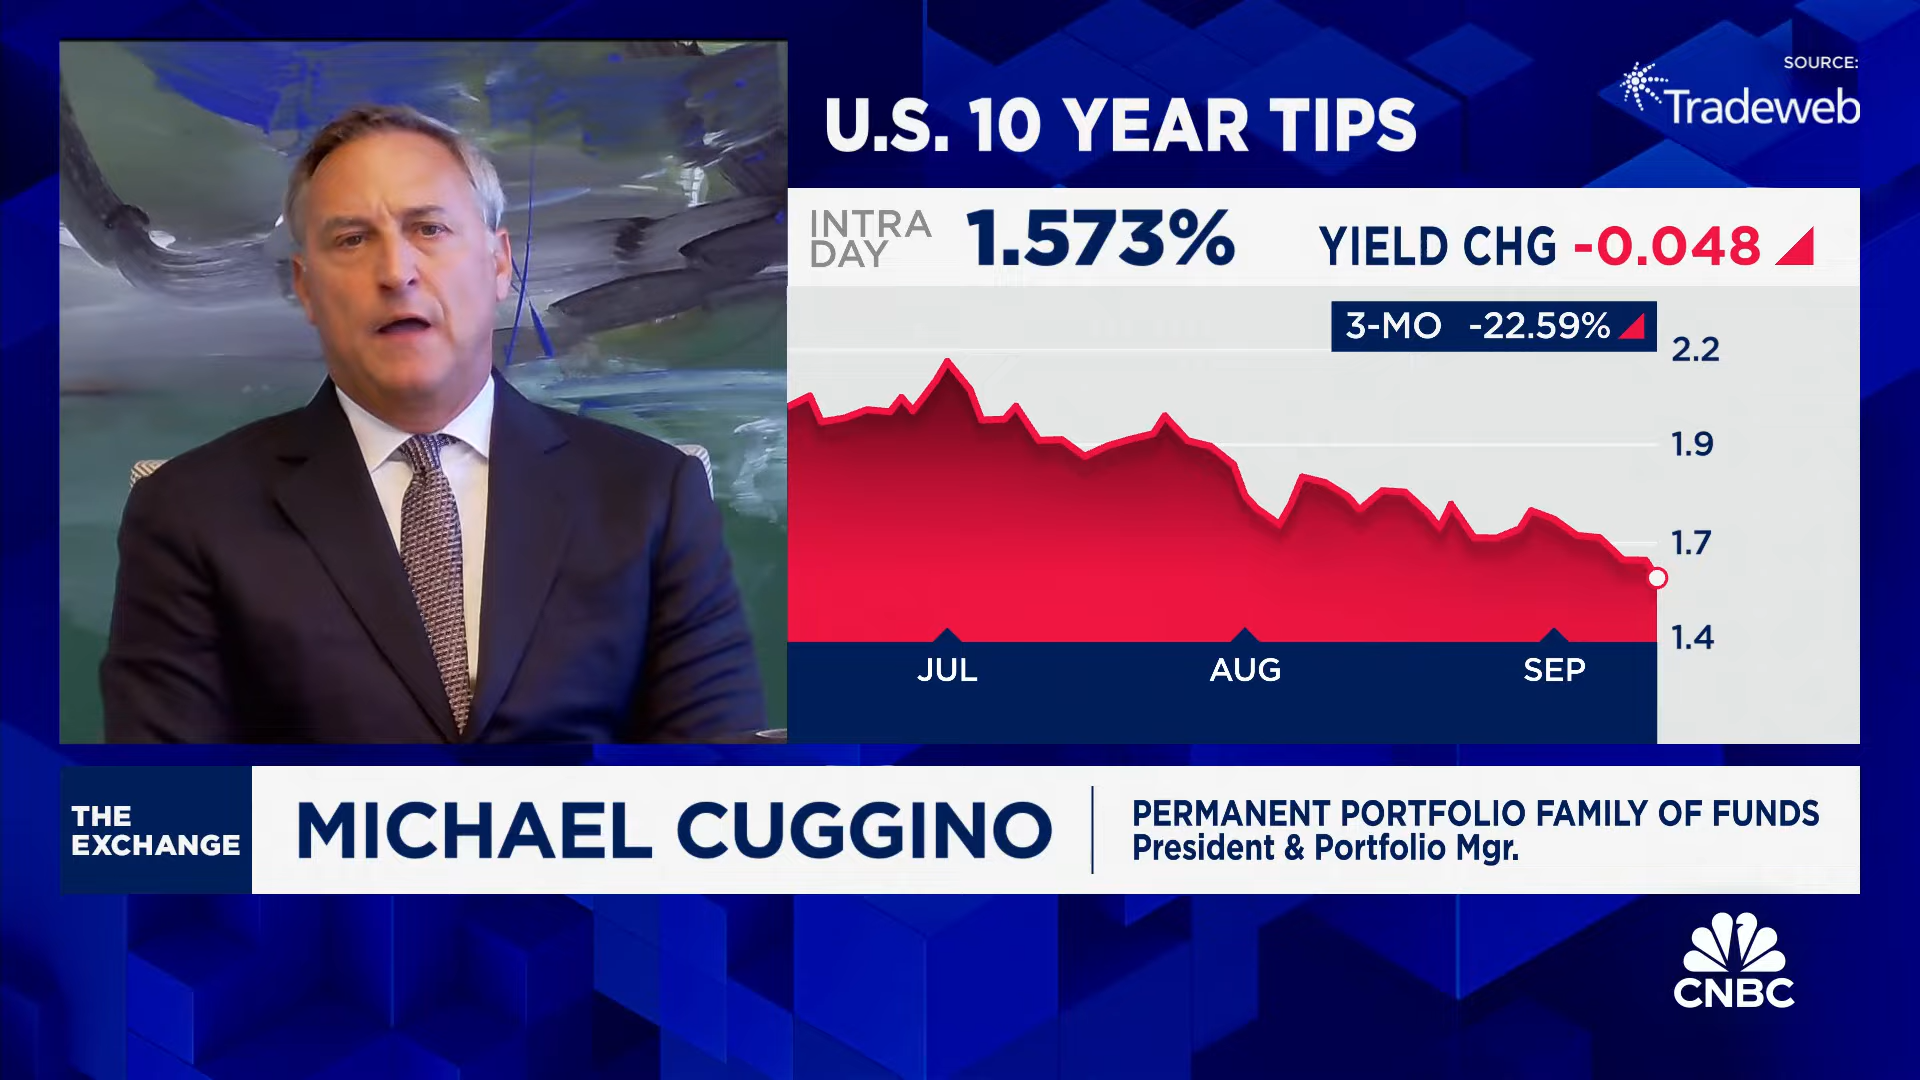 SOURCE:
Tradeweb
U.S. 10 YEAR TIPS
INTRA
DAY
1.573%
YIELD CHG -0.048
3-MO -22.59%
2.2
1.9
1.7
1.4
JUL AUG SEP
THE
EXCHANGE
MICHAEL CUGGINO
PERMANENT PORTFOLIO FAMILY OF FUNDS
President & Portfolio Mgr.
CNBC